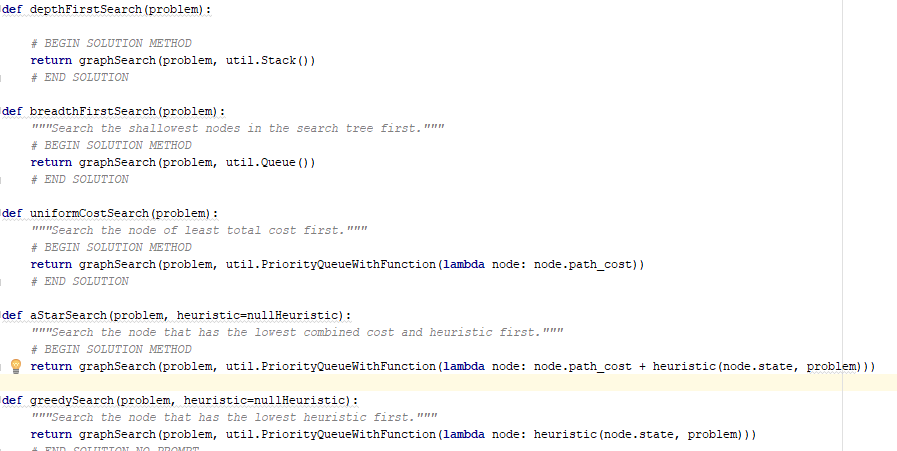 def depthFirstSearch(problem):
# BEGIN SOLUTION METHOD
return graphSearch(problem, util.Stack())
# END SOLUTION
def breadthFirstSearch(problem):
"""Search the shallowest nodes in the search tree first."""
# BEGIN SOLUTION METHOD
return graphSearch(problem, util.Queue())
# END SOLUTION
def uniformCostSearch(problem):
"""Search the node of least total cost first."""
# BEGIN SOLUTION METHOD
return graphSearch(problem, util.PriorityQueueWithFunction(lambda node: node.path_cost))
# END SOLUTION
def aStarSearch(problem, heuristic=nullHeuristic):
"""Search the node that has the lowest combined cost and heuristic first."""
# BEGIN SOLUTION METHOD
return graphSearch(problem, util.PriorityQueueWithFunction(lambda node: node.path_cost + heuristic(node.state, problem)))
def greedySearch(problem, heuristic=nullHeuristic):
"""Search the node that has the lowest heuristic first."""
return graphSearch(problem, util.PriorityQueueWithFunction(lambda node: heuristic(node.state, problem)))
# END SOLUTION NO PROMPT